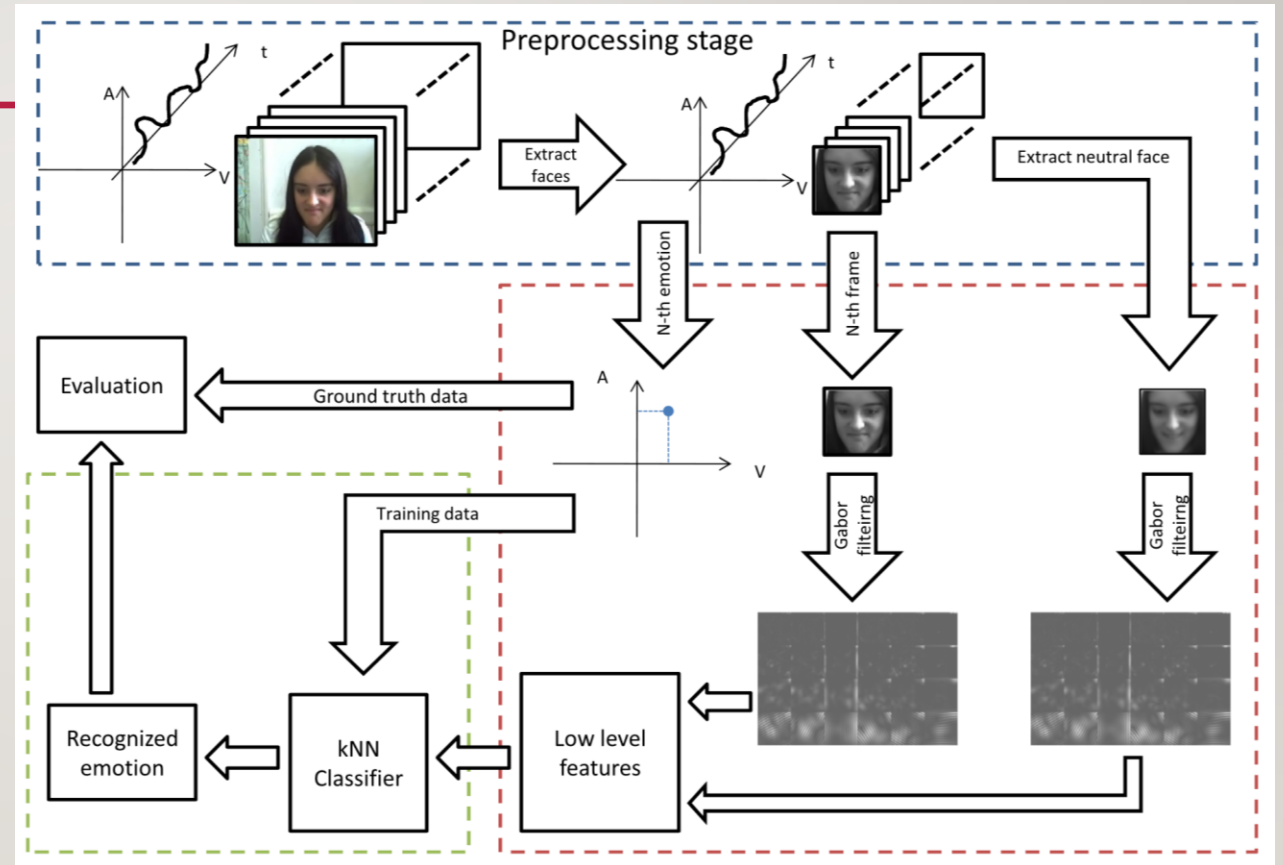 Preprocessing stage
t
A
V
Extract
faces
t
A
V
Extract neutral face
N-th emotion
N-th frame
Evaluation
Ground truth data
A
V
Training data
Gabor
filteirng
Gabor
filteirng
Recognized
emotion
kNN
Classifier
Low level
features